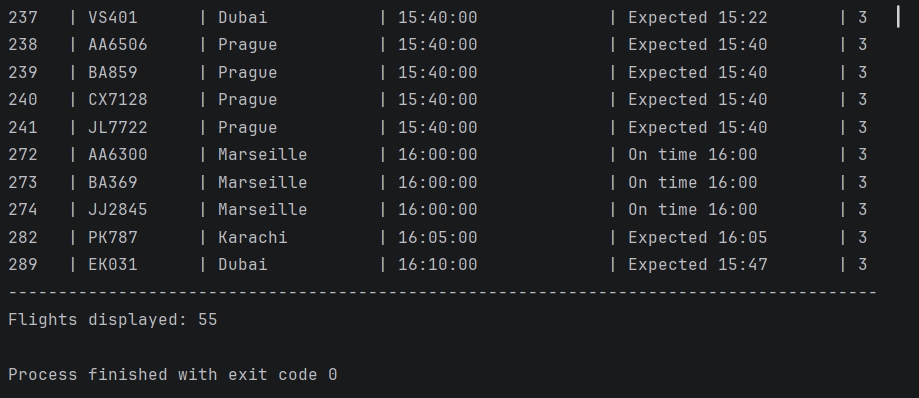 237   | VS401      | Dubai           | 15:40:00             | Expected 15:22       | 3
238   | AA6506     | Prague          | 15:40:00             | Expected 15:40       | 3
239   | BA859      | Prague          | 15:40:00             | Expected 15:40       | 3
240   | CX7128     | Prague          | 15:40:00             | Expected 15:40       | 3
241   | JL7722     | Prague          | 15:40:00             | Expected 15:40       | 3
272   | AA6300     | Marseille       | 16:00:00             | On time 16:00        | 3
273   | BA369      | Marseille       | 16:00:00             | On time 16:00        | 3
274   | JJ2845     | Marseille       | 16:00:00             | On time 16:00        | 3
282   | PK787      | Karachi         | 16:05:00             | Expected 16:05       | 3
289   | EK031      | Dubai           | 16:10:00             | Expected 15:47       | 3
---------------------------------------------------------------------------------------
Flights displayed: 55
Process finished with exit code 0